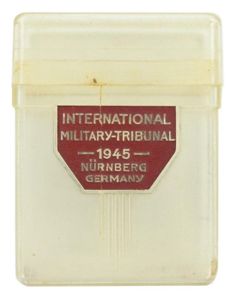 INTERNATIONAL
MILITARY-TRIBUNAL
1945
NÜRNBERG
GERMANY